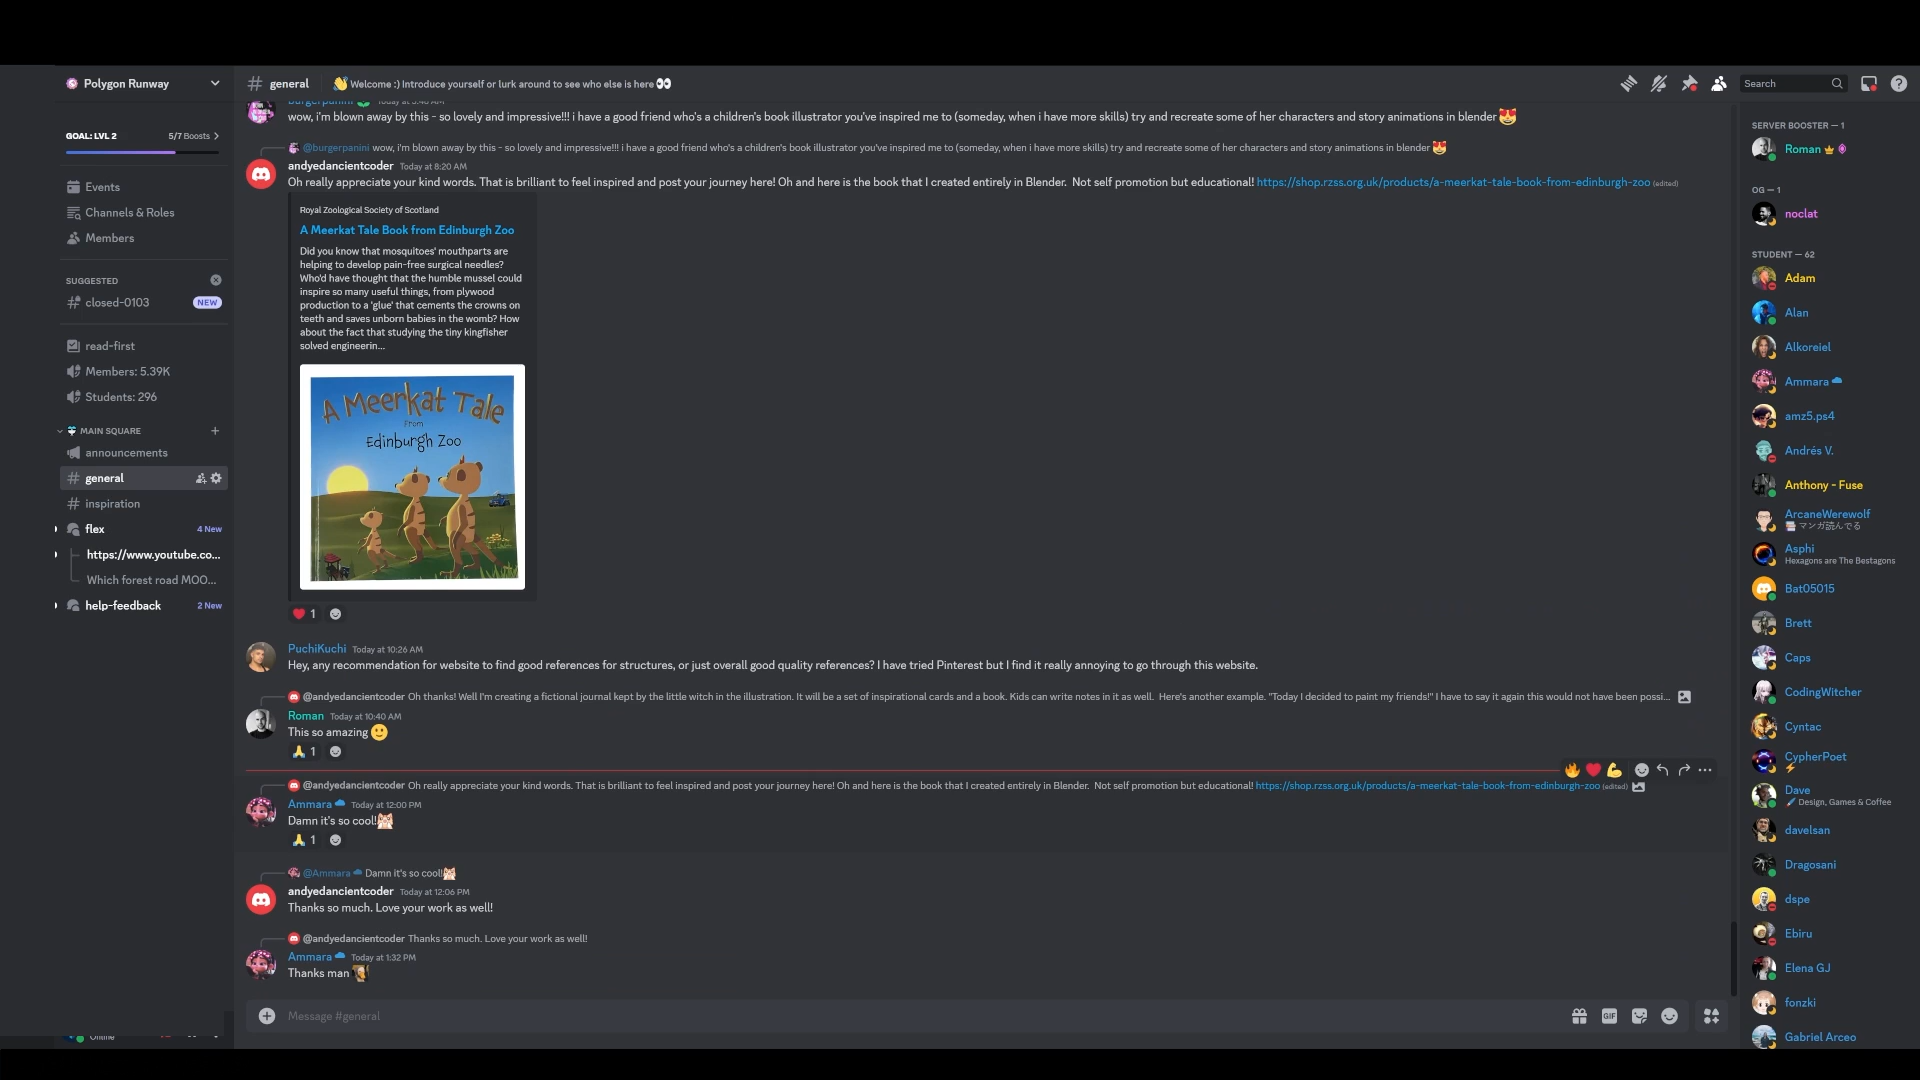 Polygon Runway
GOAL: LVL 2
5/7 Boosts
Events
Channels & Roles
Members
SUGGESTED
closed-0103
NEW
read-first
Members: 5.39K
Students: 296
MAIN SQUARE
announcements
general
inspiration
flex
4 New
https://www.youtube.co...
Which forest road MOO...
help-feedback
2 New
Online
general
Welcome :) Introduce yourself or lurk around to see who else is here
Search
burgerpanini Today at 5:40 AM
wow, i'm blown away by this - so lovely and impressive!!! i have a good friend who's a children's book illustrator you've inspired me to (someday, when i have more skills) try and recreate some of her characters and story animations in blender
@burgerpanini wow, i'm blown away by this - so lovely and impressive!!! i have a good friend who's a children's book illustrator you've inspired me to (someday, when i have more skills) try and recreate some of her characters and story animations in blender
andyedancientcoder Today at 8:20 AM
Oh really appreciate your kind words. That is brilliant to feel inspired and post your journey here! Oh and here is the book that I created entirely in Blender. Not self promotion but educational! https://shop.rzss.org.uk/products/a-meerkat-tale-book-from-edinburgh-zoo (edited)
Royal Zoological Society of Scotland
A Meerkat Tale Book from Edinburgh Zoo
Did you know that mosquitoes' mouthparts are
helping to develop pain-free surgical needles?
Who'd have thought that the humble mussel could
inspire so many useful things, from plywood
production to a 'glue' that cements the crowns on
teeth and saves unborn babies in the womb? How
about the fact that studying the tiny kingfisher
solved engineerin...
A Meerkat Tale
From
Edinburgh Zoo
1
PuchiKuchi Today at 10:26 AM
Hey, any recommendation for website to find good references for structures, or just overall good quality references? I have tried Pinterest but I find it really annoying to go through this website.
@andyedancientcoder Oh thanks! Well I'm creating a fictional journal kept by the little witch in the illustration. It will be a set of inspirational cards and a book. Kids can write notes in it as well. Here's another example. "Today I decided to paint my friends!" I have to say it again this would not have been possi...
Roman Today at 10:40 AM
This so amazing
1
@andyedancientcoder Oh really appreciate your kind words. That is brilliant to feel inspired and post your journey here! Oh and here is the book that I created entirely in Blender. Not self promotion but educational! https://shop.rzss.org.uk/products/a-meerkat-tale-book-from-edinburgh-zoo (edited)
Ammara Today at 12:00 PM
Damn it's so cool!
1
@Ammara Damn it's so cool!
andyedancientcoder Today at 12:06 PM
Thanks so much. Love your work as well!
@andyedancientcoder Thanks so much. Love your work as well!
Ammara Today at 1:32 PM
Thanks man
Message #general
GIF
SERVER BOOSTER — 1
Roman
OG — 1
noclat
STUDENT — 62
Adam
Alan
Alkoreiel
Ammara
amz5.ps4
Andrés V.
Anthony - Fuse
ArcaneWerewolf
マンガ読んでる
Asphi
Hexagons are The Bestagons
Bat05015
Brett
Caps
CodingWitcher
Cyntac
CypherPoet
Dave
Design, Games & Coffee
davelsan
Dragosani
dspe
Ebiru
Elena GJ
fonzki
Gabriel Arceo